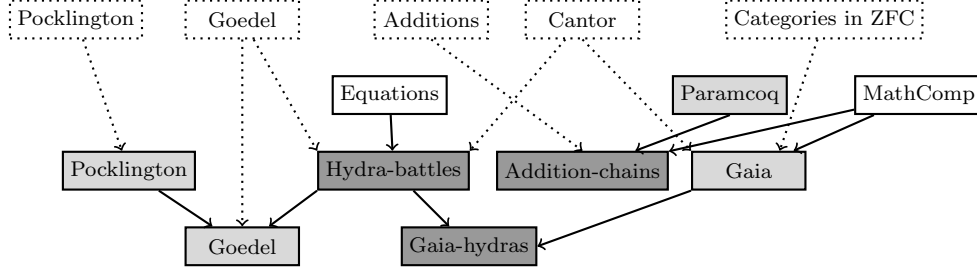 Pocklington
Goedel
Additions
Cantor
Categories in ZFC
Equations
Paramcoq
MathComp
Pocklington
Hydra-battles
Addition-chains
Gaia
Goedel
Gaia-hydras